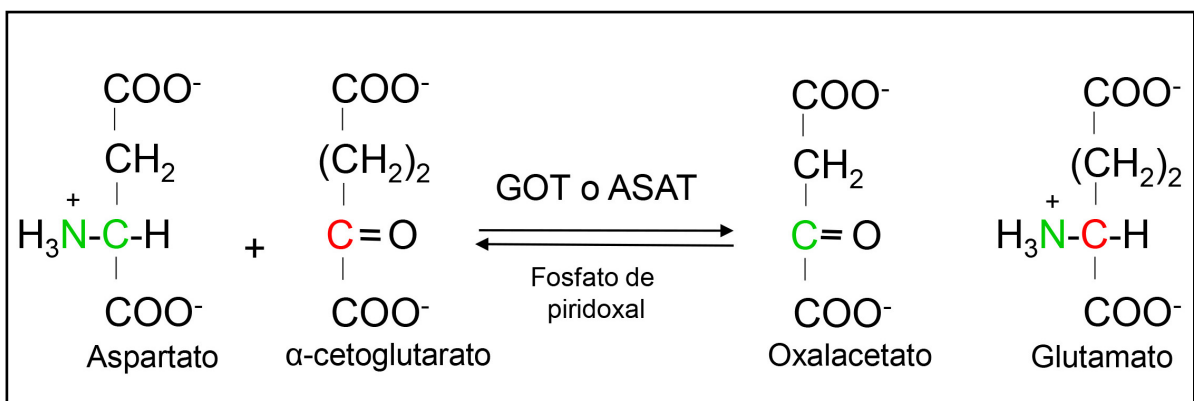 COO⁻ COO⁻ COO⁻ COO⁻
CH₂ (CH₂)₂ CH₂ (CH₂)₂
GOT o ASAT
H₃N⁺-C-H + C=O C=O H₃N⁺-C-H
Fosfato de
piridoxal
COO⁻ COO⁻ COO⁻ COO⁻
Aspartato α-cetoglutarato Oxalacetato Glutamato